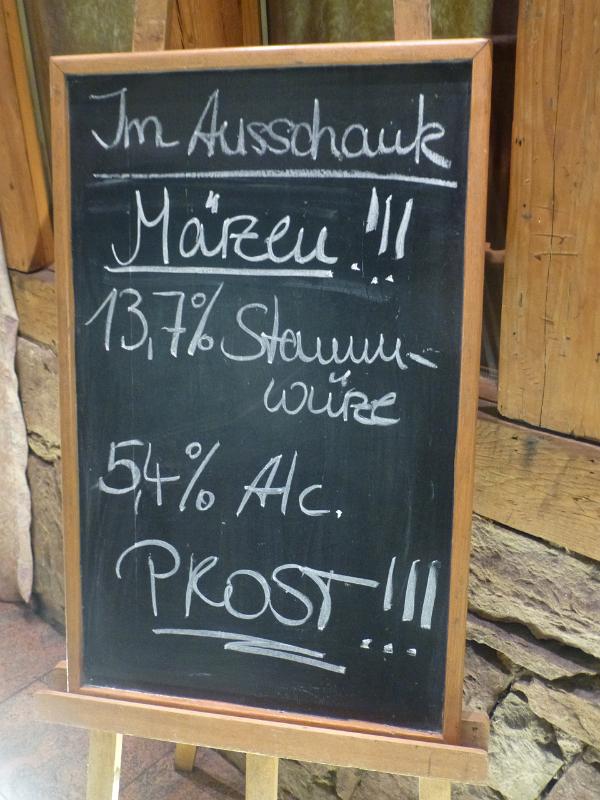 Im Ausschank
Märzen!!!
13,7% Stamm-
würze
5,4% Alc.
PROST!!!